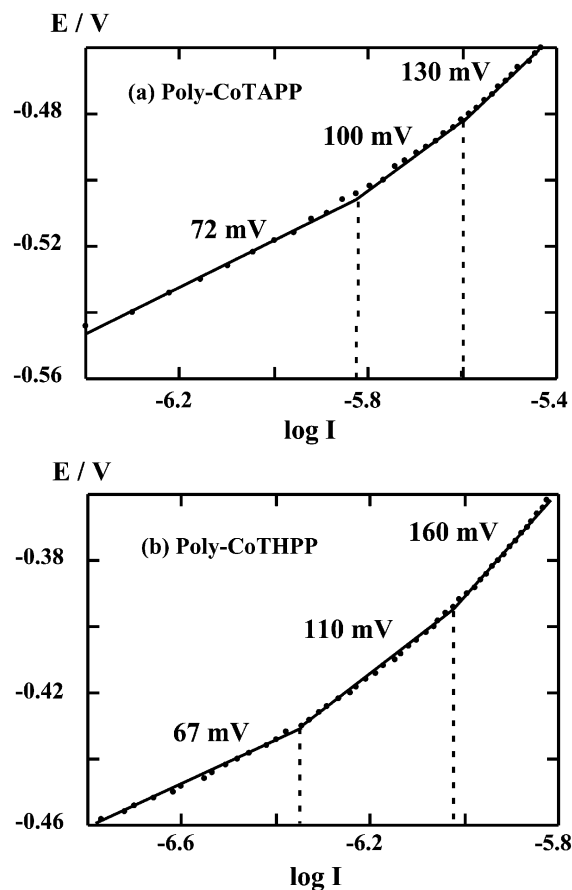 E / V
130 mV
(a) Poly-CoTAPP
-0.48
100 mV
72 mV
-0.52
-0.56
-6.2 -5.8 -5.4
log I
E / V
160 mV
(b) Poly-CoTHPP
-0.38
110 mV
-0.42
67 mV
-0.46
-6.6 -6.2 -5.8
log I